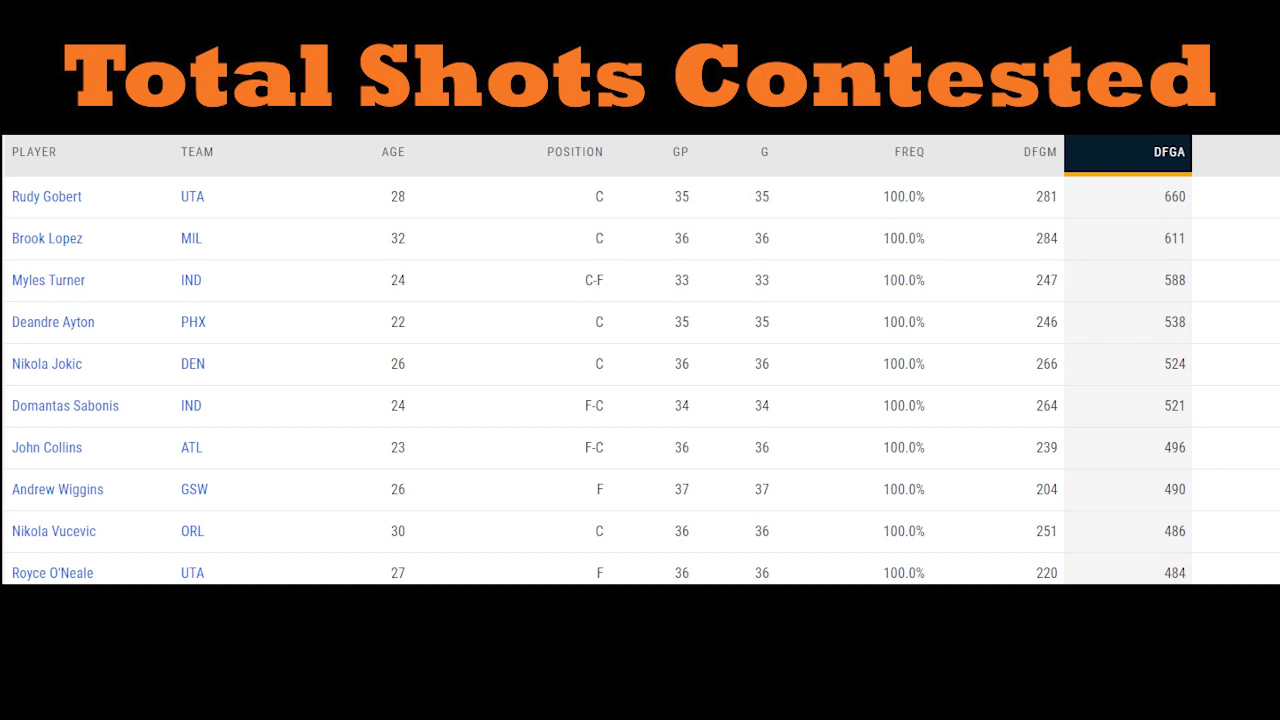 Total Shots Contested
PLAYER TEAM AGE POSITION GP G FREQ DFGM DFGA
Rudy Gobert UTA 28 C 35 35 100.0% 281 660
Brook Lopez MIL 32 C 36 36 100.0% 284 611
Myles Turner IND 24 C-F 33 33 100.0% 247 588
Deandre Ayton PHX 22 C 35 35 100.0% 246 538
Nikola Jokic DEN 26 C 36 36 100.0% 266 524
Domantas Sabonis IND 24 F-C 34 34 100.0% 264 521
John Collins ATL 23 F-C 36 36 100.0% 239 496
Andrew Wiggins GSW 26 F 37 37 100.0% 204 490
Nikola Vucevic ORL 30 C 36 36 100.0% 251 486
Royce O'Neale UTA 27 F 36 36 100.0% 220 484